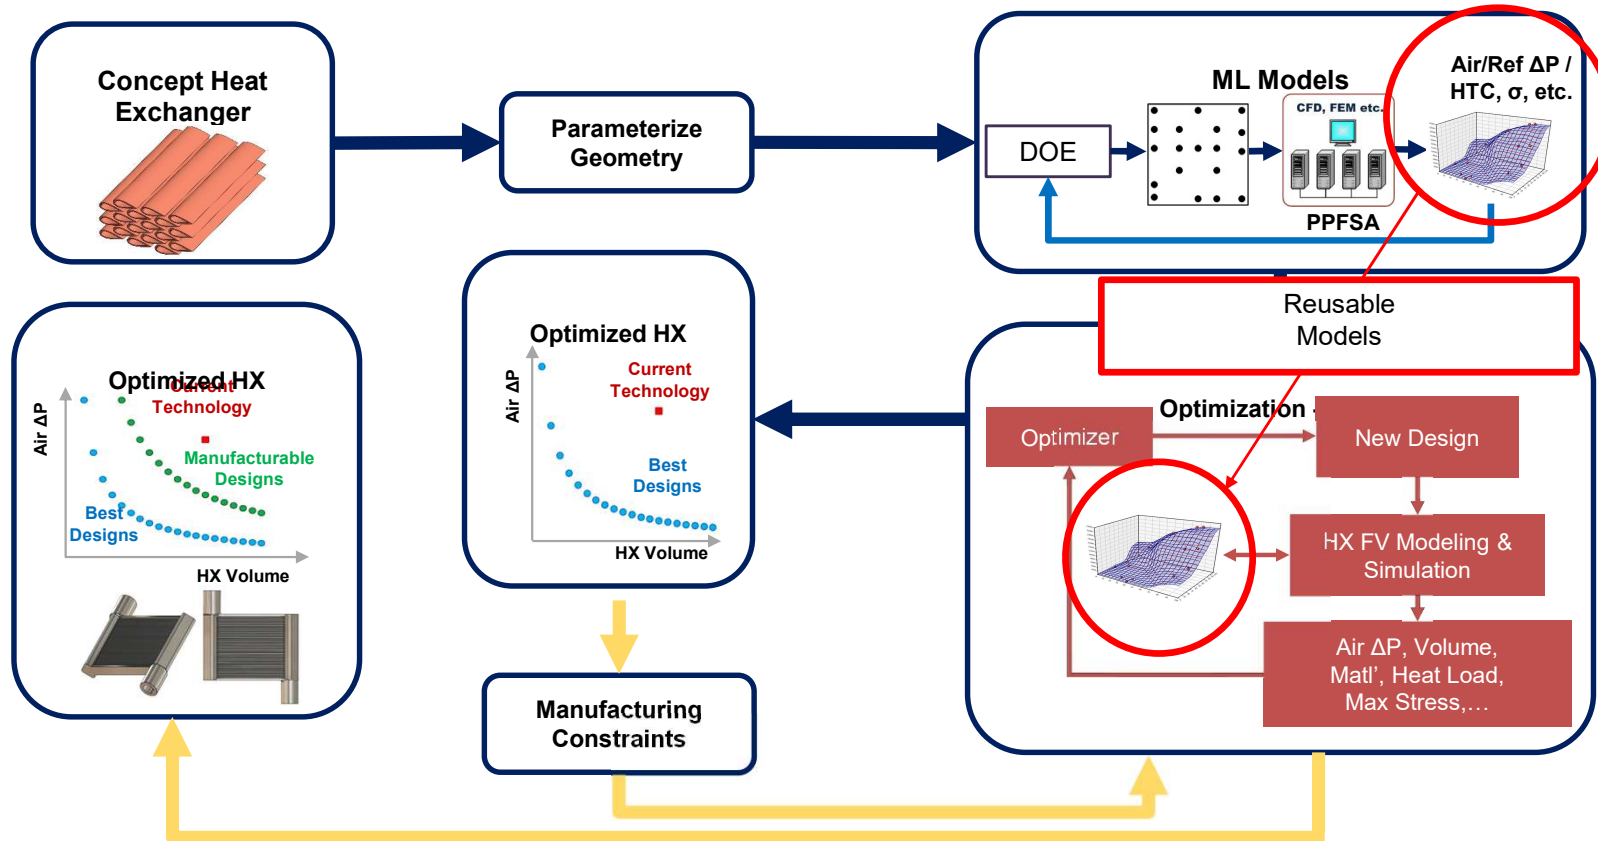 Concept Heat
Exchanger
Parameterize
Geometry
ML Models
Air/Ref ΔP /
HTC, σ, etc.
CFD, FEM etc.
DOE
PPFSA
Reusable
Models
Optimization -
Optimizer
New Design
HX FV Modeling &
Simulation
Air ΔP, Volume,
Matl’, Heat Load,
Max Stress,…
Optimized HX
Current
Technology
Air ΔP
Best
Designs
HX Volume
Manufacturing
Constraints
Optimized HX
Current
Technology
Air ΔP
Manufacturable
Designs
Best
Designs
HX Volume